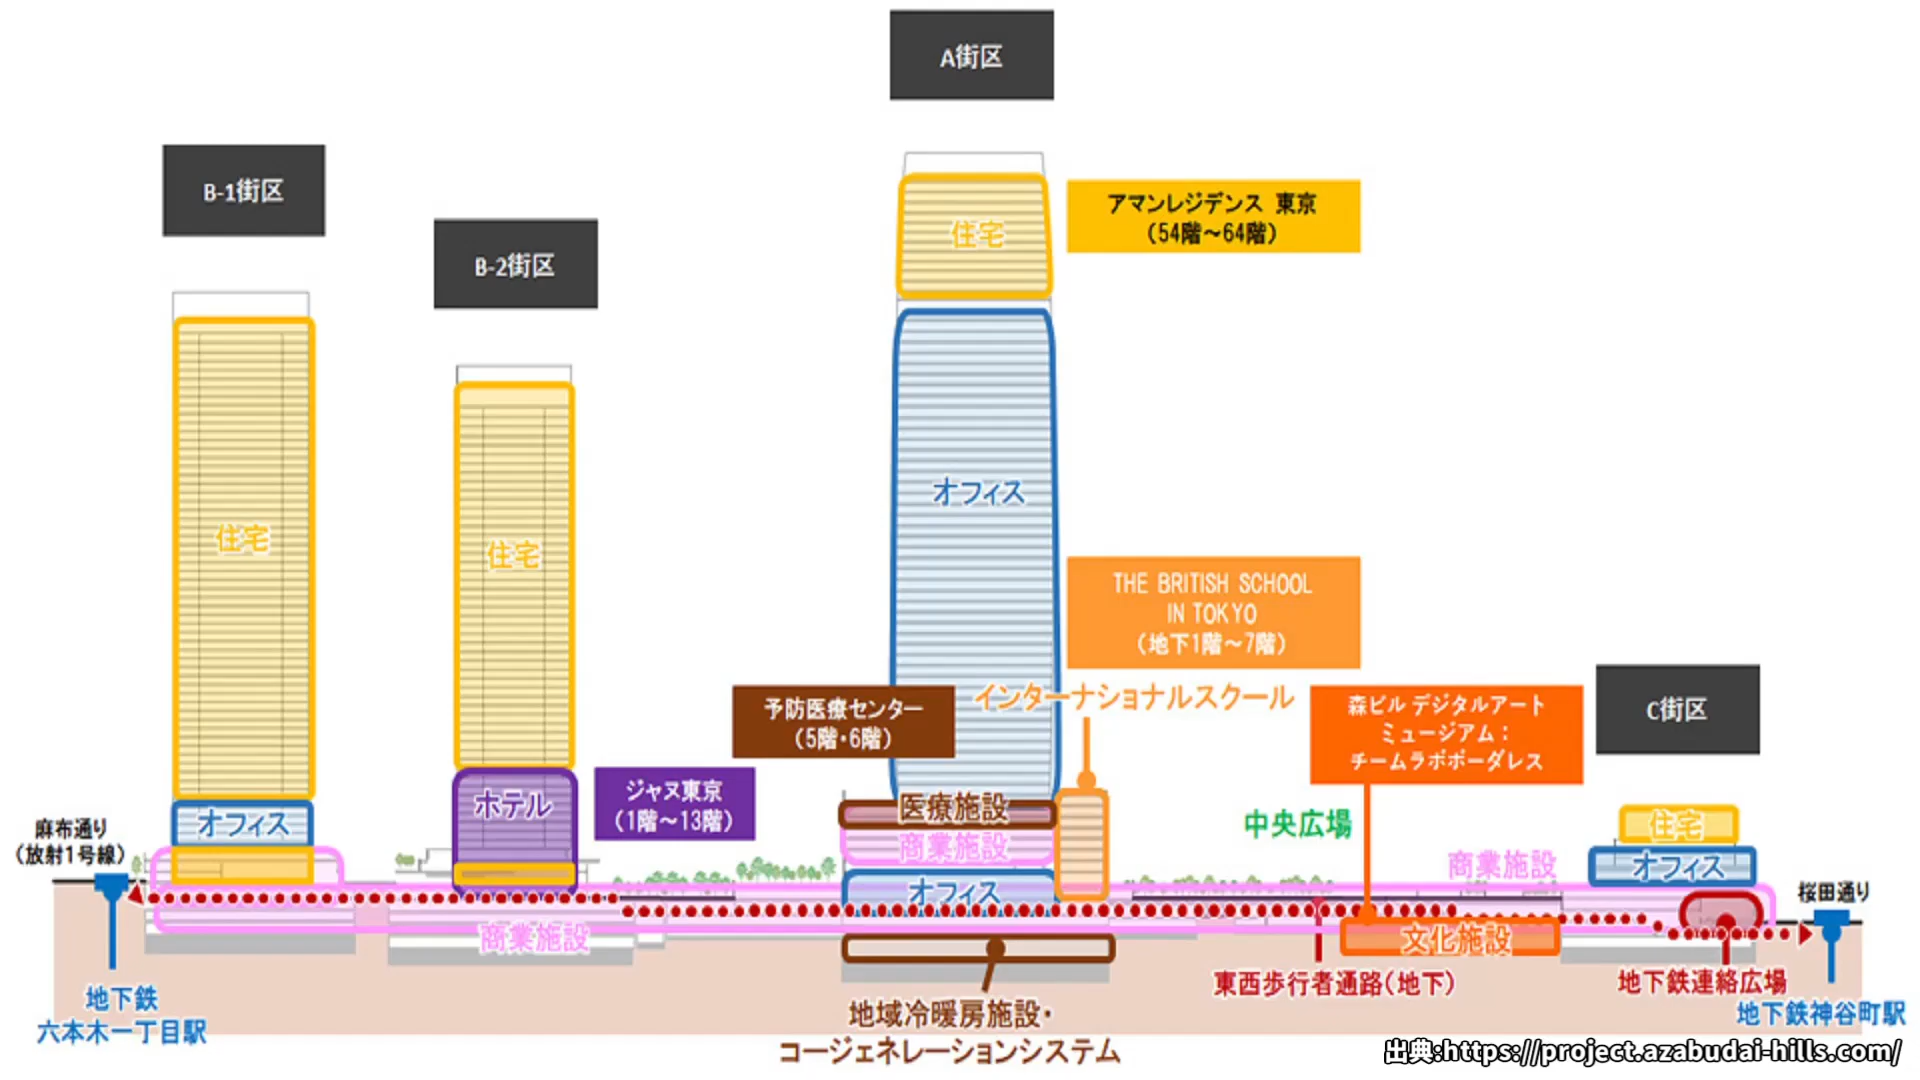 A街区
B-1街区
B-2街区
住宅
アマンレジデンス 東京
(54階～64階)
オフィス
住宅
住宅
THE BRITISH SCHOOL
IN TOKYO
(地下1階～7階)
インターナショナルスクール
予防医療センター
(5階・6階)
森ビル デジタルアート
ミュージアム：
チームラボボーダレス
C街区
ホテル
ジャヌ東京
(1階～13階)
医療施設
商業施設
オフィス
中央広場
住宅
オフィス
商業施設
麻布通り
(放射1号線)
オフィス
桜田通り
商業施設
文化施設
東西歩行者通路(地下)
地下鉄連絡広場
地下鉄
六本木一丁目駅
地域冷暖房施設・
コージェネレーションシステム
地下鉄神谷町駅
出典:https://project.azabudai-hills.com/